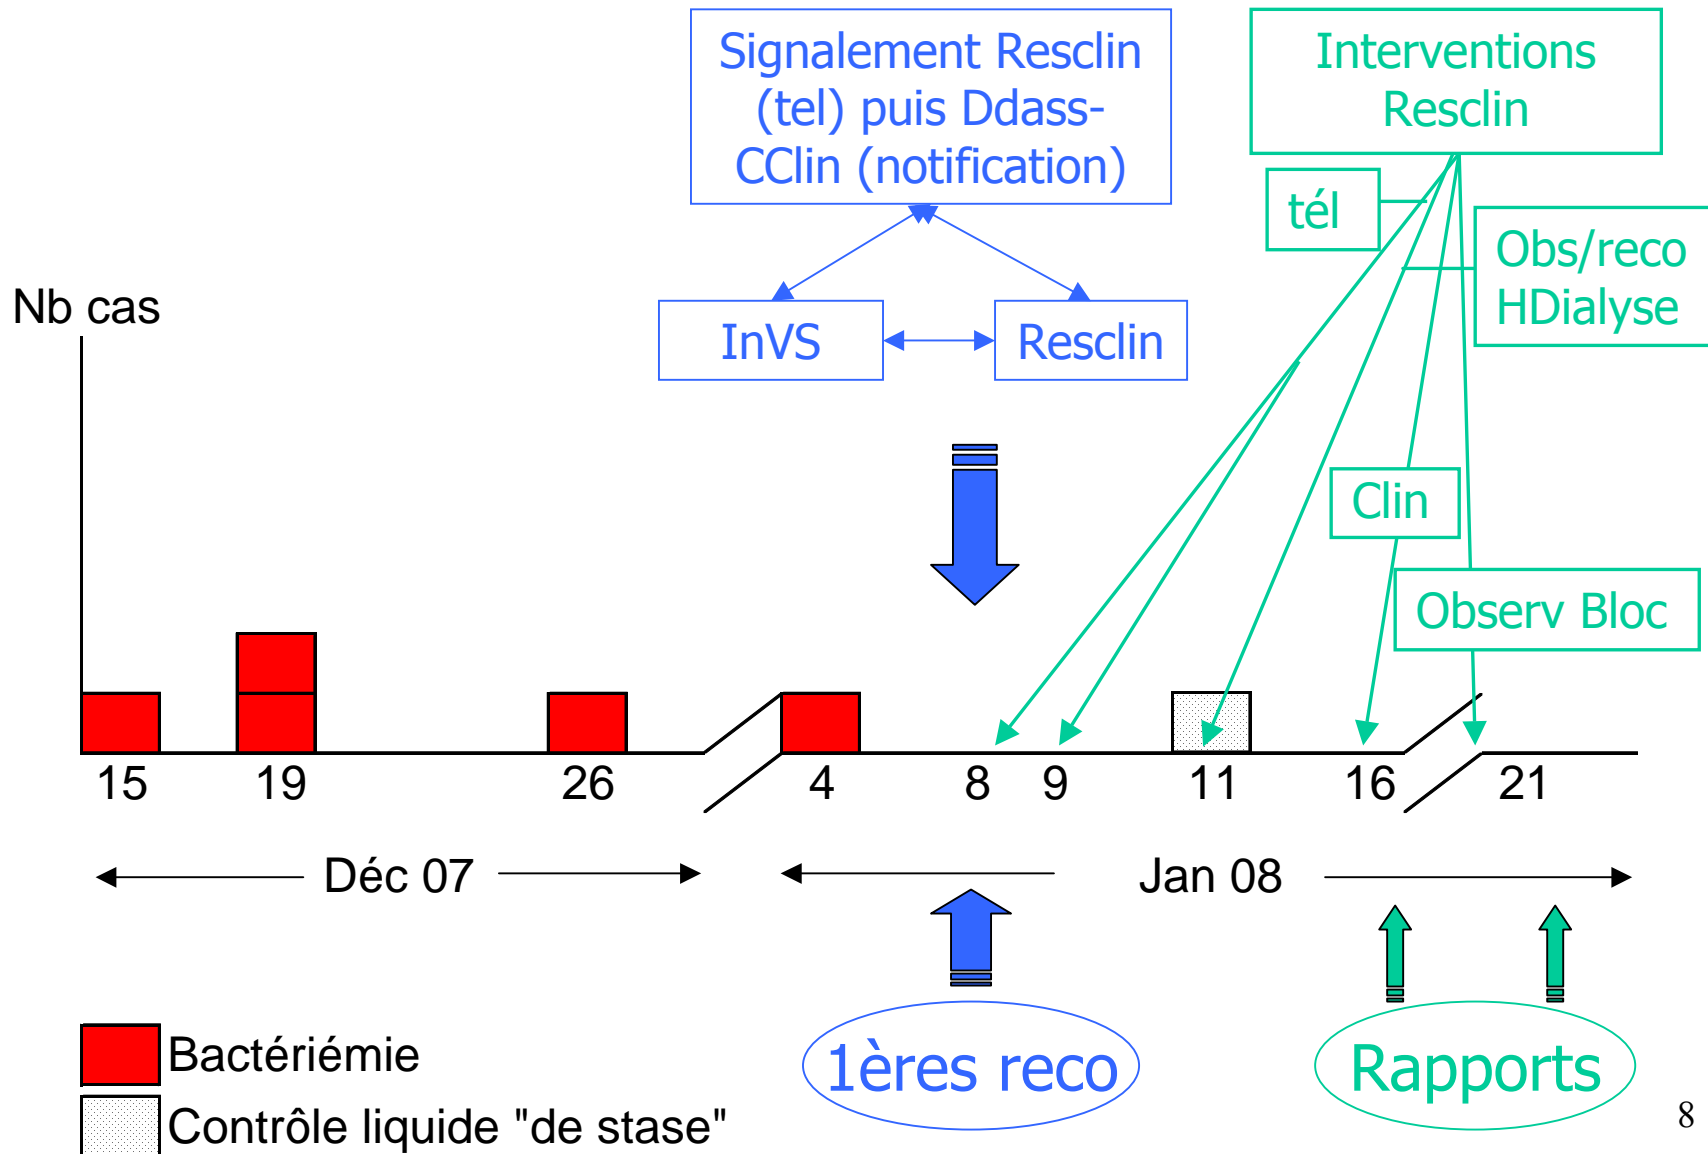 Signalement Resclin
(tel) puis Ddass-
CClin (notification)
Interventions
Resclin
tél
Obs/reco
HDialyse
Nb cas
InVS
Resclin
Clin
Observ Bloc
15
19
26
4
8
9
11
16
21
Déc 07
Jan 08
1ères reco
Rapports
Bactériémie
Contrôle liquide "de stase"
8